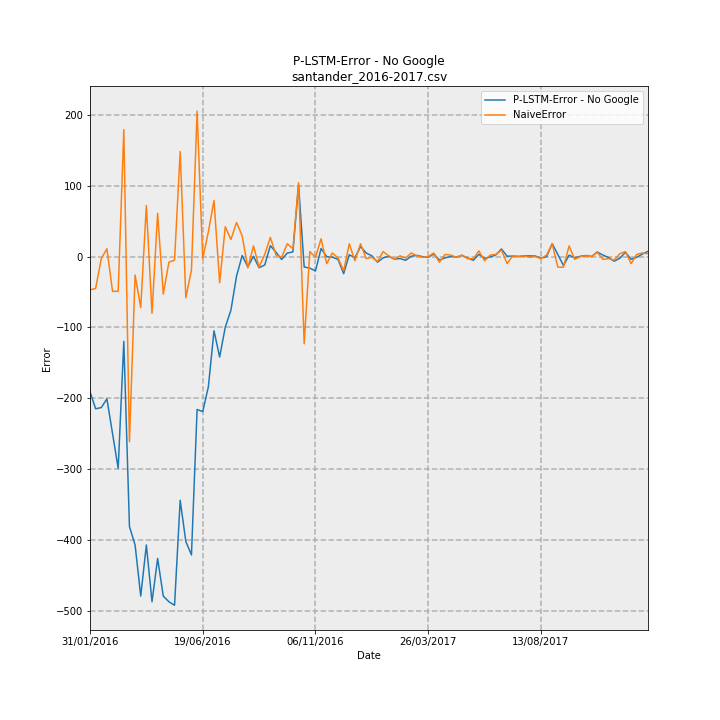 P-LSTM-Error - No Google
santander_2016-2017.csv
P-LSTM-Error - No Google
NaiveError
200
100
0
−100
−200
−300
−400
−500
Error
31/01/2016
19/06/2016
06/11/2016
26/03/2017
13/08/2017
Date